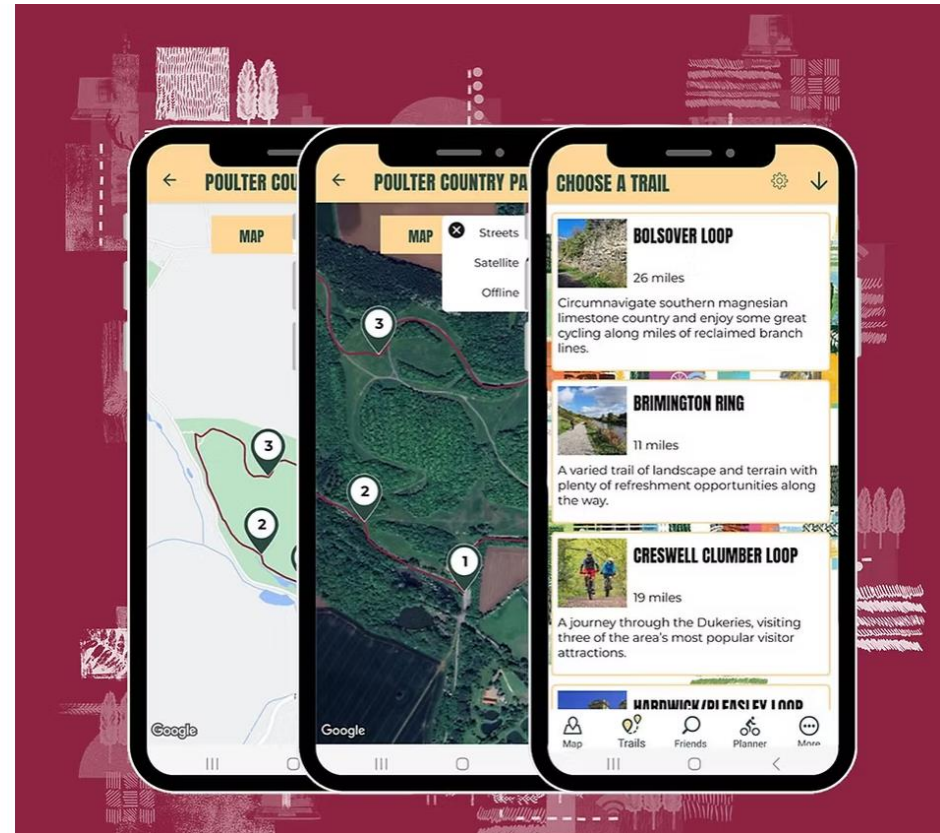 POULTER COU
MAP
3
2
Google
POULTER COUNTRY PA
MAP
Streets
Satellite
Offline
3
2
1
Google
CHOOSE A TRAIL
BOLSOVER LOOP
26 miles
Circumnavigate southern magnesian
limestone country and enjoy some great
cycling along miles of reclaimed branch
lines.
BRIMINGTON RING
11 miles
A varied trail of landscape and terrain with
plenty of refreshment opportunities along
the way.
CRESWELL CLUMBER LOOP
19 miles
A journey through the Dukeries, visiting
three of the area's most popular visitor
attractions.
HARDWICK/PLEASLEY LOOP
Map
Trails
Friends
Planner
More